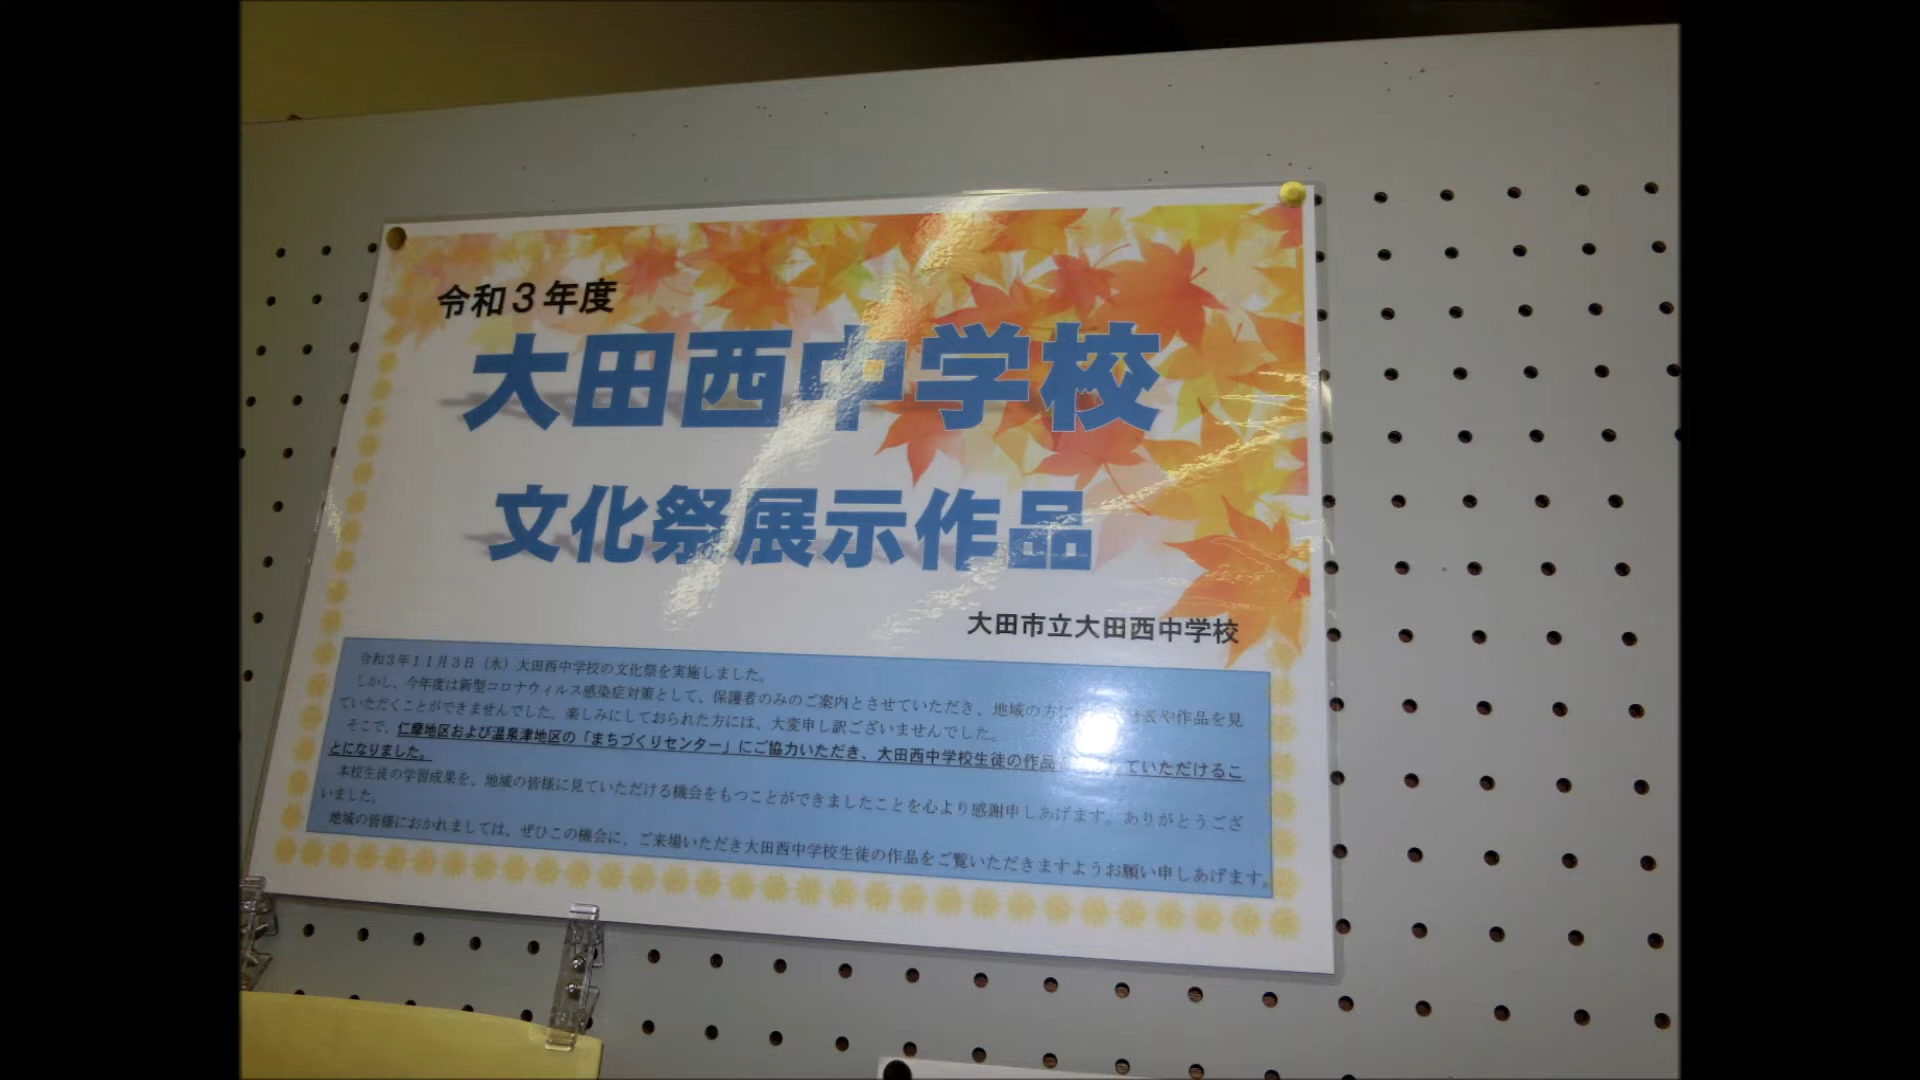 令和３年度
大田西中学校
文化祭展示作品
大田市立大田西中学校
令和３年１１月３日（水）大田西中学校の文化祭を実施しました。
しかし、今年度は新型コロナウィルス感染症対策として、保護者のみのご案内とさせていただき、地域の方に や作品を見
ていただくことができませんでした。楽しみにしておられた方には、大変申し訳ございませんでした。
そこで、仁摩地区および温泉津地区の「まちづくりセンター」にご協力いただき、大田西中学校生徒の作品 ていただけるこ
とになりました。
本校生徒の学習成果を、地域の皆様に見ていただける機会をもつことができましたことを心より感謝申しあげます。ありがとうござ
いました。
地域の皆様におかれましては、ぜひこの機会に、ご来場いただき大田西中学校生徒の作品をご覧いただきますようお願い申しあげます。